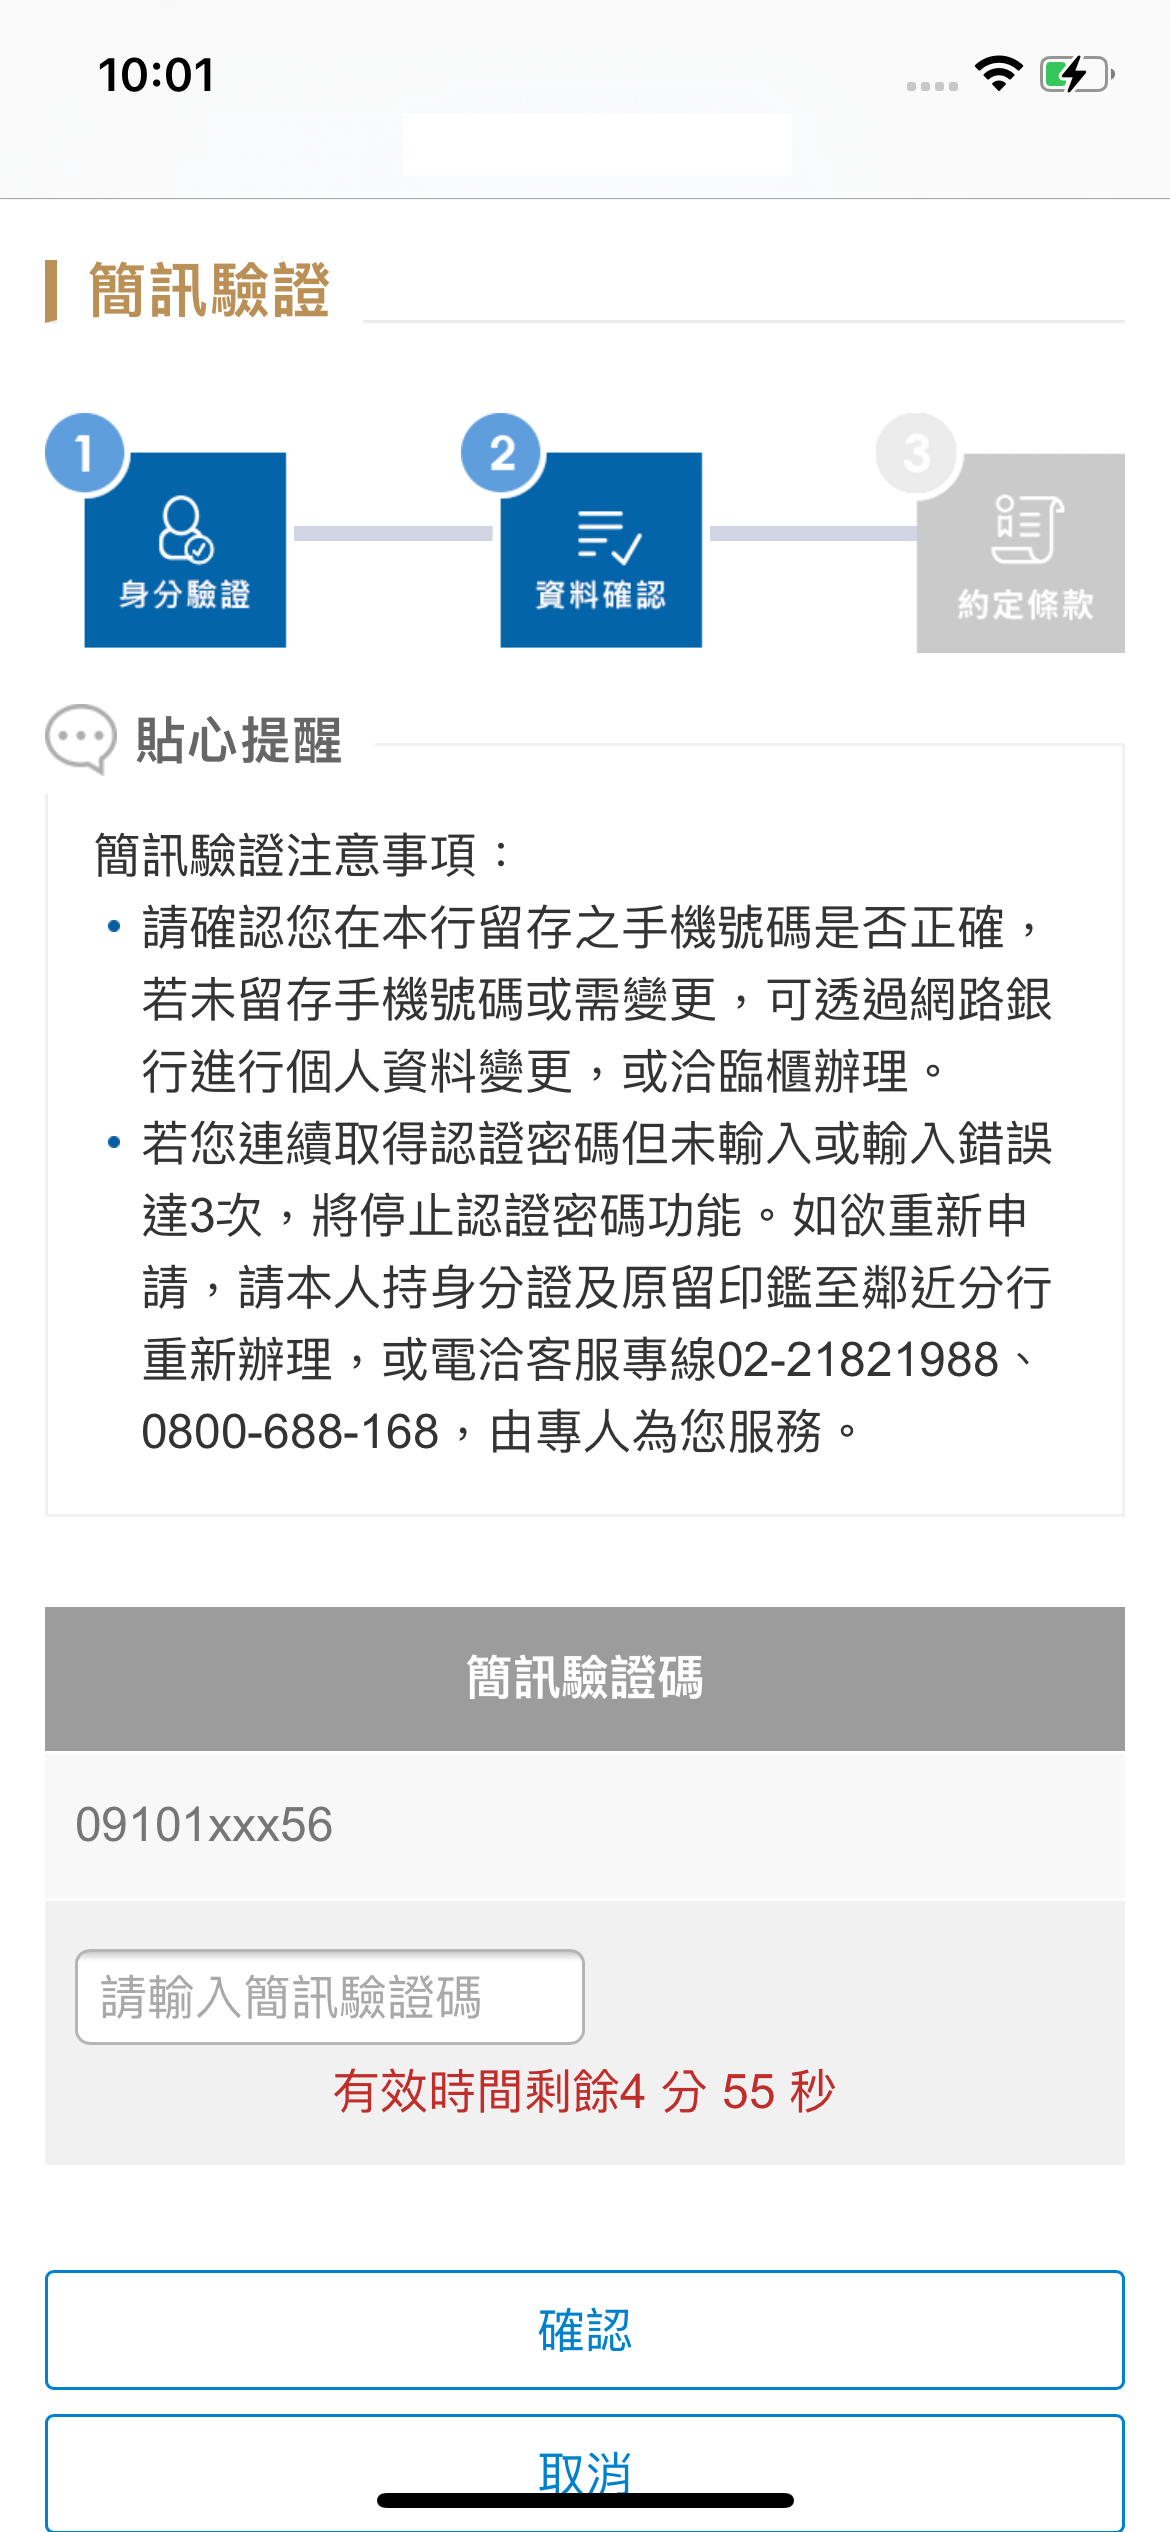 10:01
簡訊驗證
1
2
3
身分驗證
資料確認
約定條款
貼心提醒
簡訊驗證注意事項：
• 請確認您在本行留存之手機號碼是否正確，
若未留存手機號碼或需變更，可透過網路銀
行進行個人資料變更，或洽臨櫃辦理。
• 若您連續取得認證密碼但未輸入或輸入錯誤
達3次，將停止認證密碼功能。如欲重新申
請，請本人持身分證及原留印鑑至鄰近分行
重新辦理，或電洽客服專線02-21821988、
0800-688-168，由專人為您服務。
簡訊驗證碼
09101xxx56
請輸入簡訊驗證碼
有效時間剩餘4 分 55 秒
確認
取消